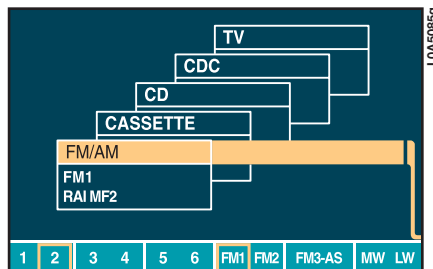 TV
CDC
CD
CASSETTE
FM/AM
FM1
RAI MF2
1 2 3 4 5 6 FM1 FM2 FM3-AS MW LW
L0A5085g